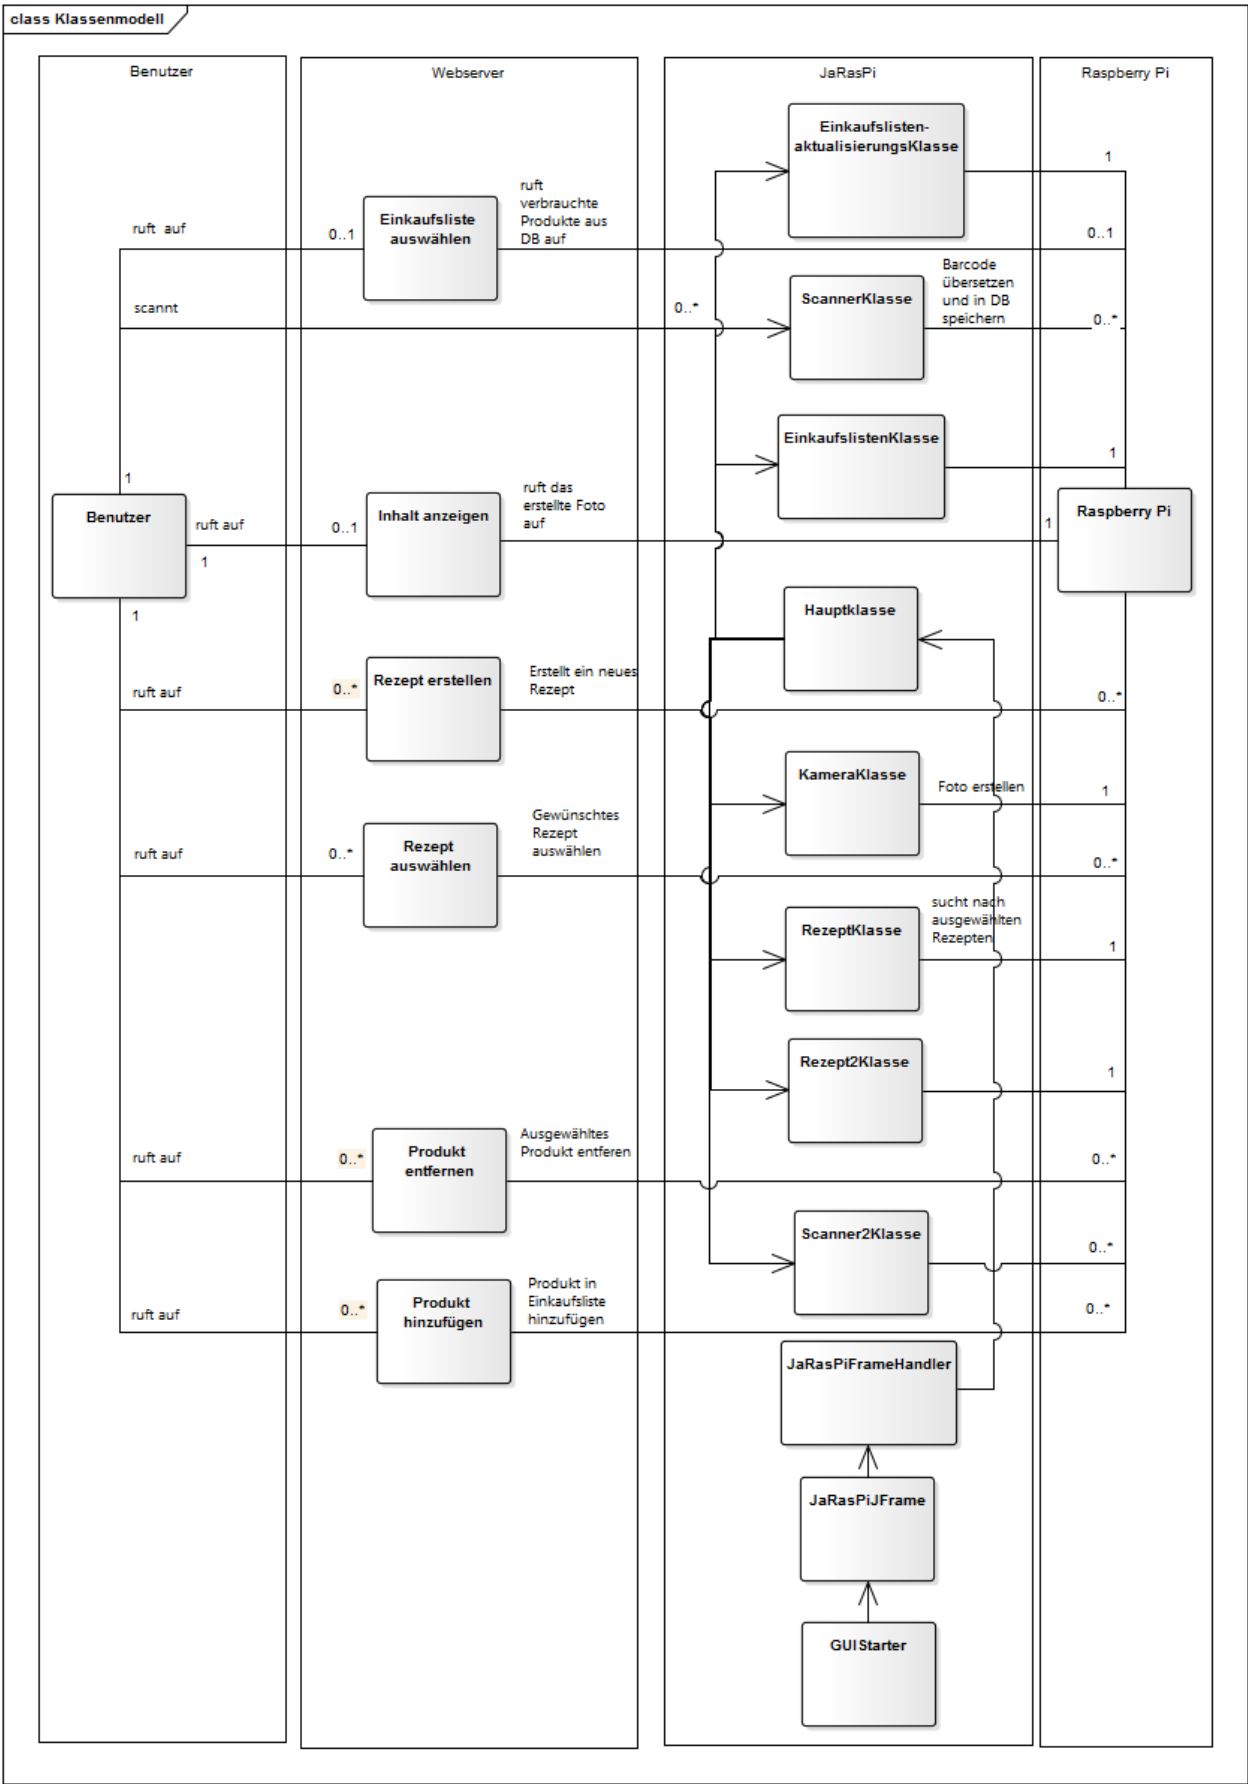 class Klassenmodell
Benutzer
Webserver
JaRasPi
Raspberry Pi
Einkaufslisten-
aktualisierungsKlasse
1
ruft
verbrauchte
Produkte aus
DB auf
Einkaufsliste
auswählen
ruft  auf
0..1
0..1
Barcode
übersetzen
und in DB
speichern
ScannerKlasse
scannt
0..*
0..*
EinkaufslistenKlasse
1
1
ruft das
erstellte Foto
auf
Benutzer
ruft auf
0..1
Inhalt anzeigen
1
Raspberry Pi
1
1
Hauptklasse
Rezept erstellen
Erstellt ein neues
Rezept
ruft auf
0..*
0..*
KameraKlasse
Foto erstellen
1
Gewünschtes
Rezept
auswählen
Rezept
auswählen
ruft auf
0..*
0..*
RezeptKlasse
sucht nach
ausgewählten
Rezepten
1
Rezept2Klasse
1
Ausgewähltes
Produkt entferen
Produkt
entfernen
ruft auf
0..*
0..*
Scanner2Klasse
0..*
Produkt in
Einkaufsliste
hinzufügen
Produkt
hinzufügen
ruft auf
0..*
0..*
JaRasPiFrameHandler
JaRasPiJFrame
GUIStarter